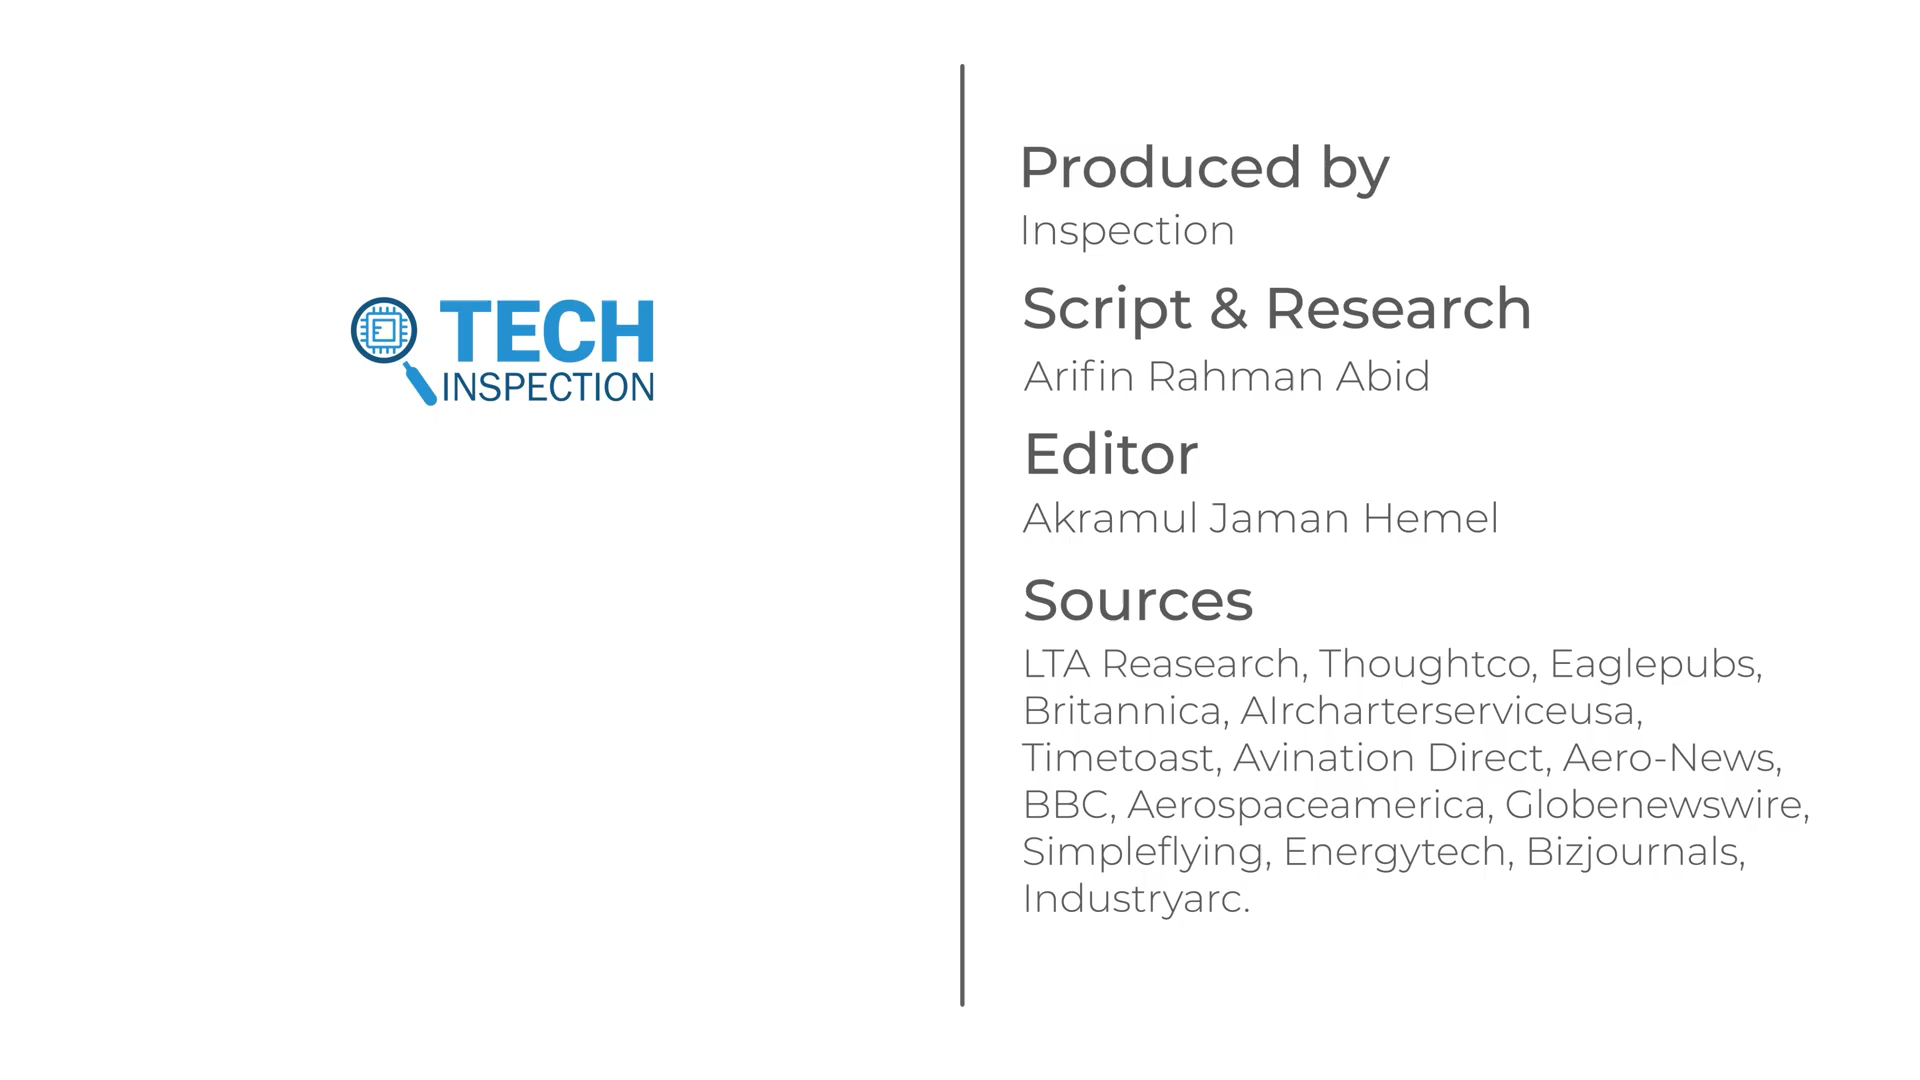 TECH
INSPECTION
Produced by
Inspection
Script & Research
Arifin Rahman Abid
Editor
Akramul Jaman Hemel
Sources
LTA Reasearch, Thoughtco, Eaglepubs,
Britannica, AIrcharterserviceusa,
Timetoast, Avination Direct, Aero-News,
BBC, Aerospaceamerica, Globenewswire,
Simpleflying, Energytech, Bizjournals,
Industryarc.